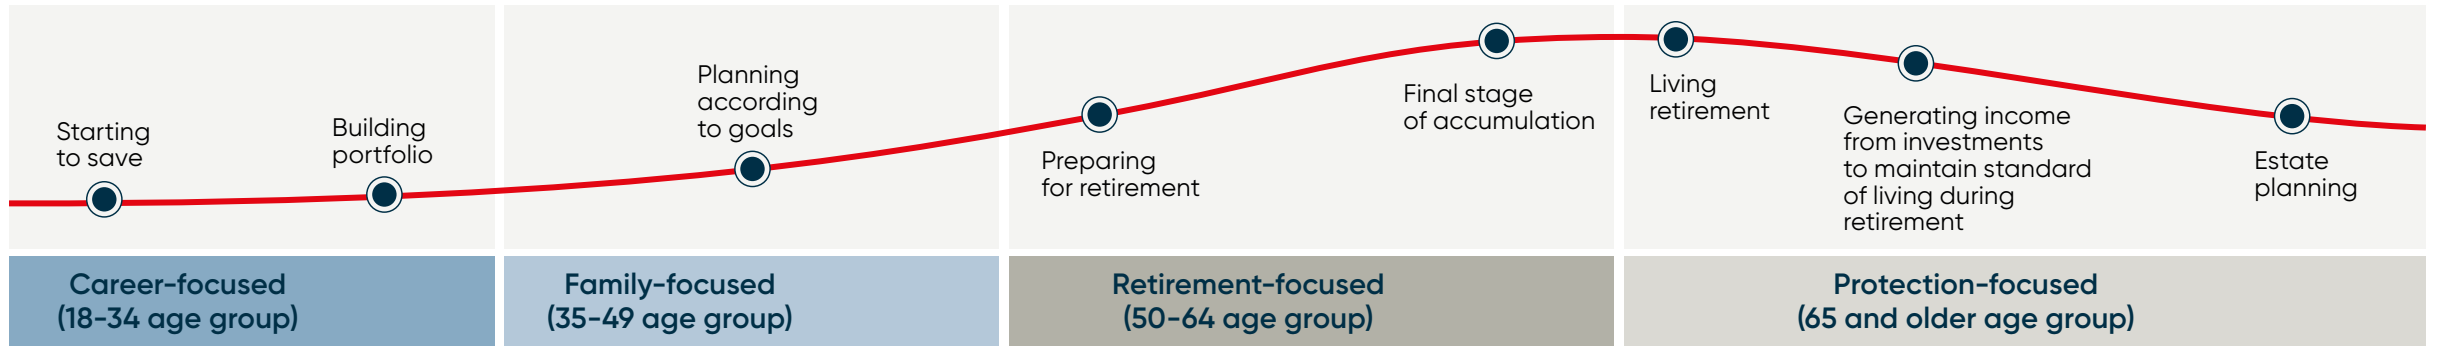 Starting
to save
Building
portfolio
Planning
according
to goals
Preparing
for retirement
Final stage
of accumulation
Living
retirement
Generating income
from investments
to maintain standard
of living during
retirement
Estate
planning
Career-focused
(18-34 age group)
Family-focused
(35-49 age group)
Retirement-focused
(50-64 age group)
Protection-focused
(65 and older age group)